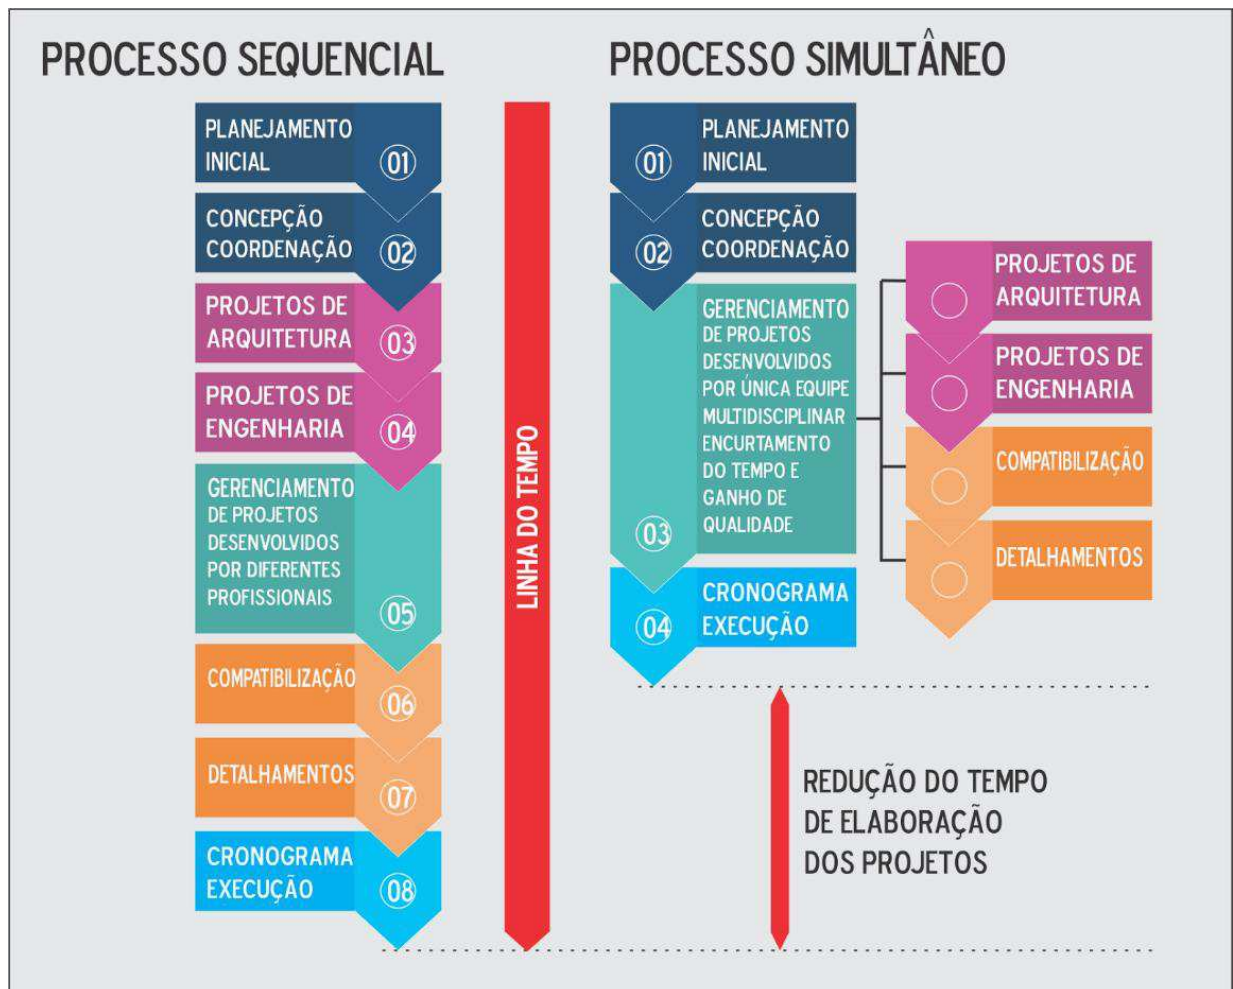 PROCESSO SEQUENCIAL
PLANEJAMENTO
INICIAL
01
CONCEPÇÃO
COORDENAÇÃO
02
PROJETOS DE
ARQUITETURA
03
PROJETOS DE
ENGENHARIA
04
GERENCIAMENTO
DE PROJETOS
DESENVOLVIDOS
POR DIFERENTES
PROFISSIONAIS
05
COMPATIBILIZAÇÃO
06
DETALHAMENTOS
07
CRONOGRAMA
EXECUÇÃO
08
LINHA DO TEMPO
PROCESSO SIMULTÂNEO
01
PLANEJAMENTO
INICIAL
02
CONCEPÇÃO
COORDENAÇÃO
03
GERENCIAMENTO
DE PROJETOS
DESENVOLVIDOS
POR ÚNICA EQUIPE
MULTIDISCIPLINAR
ENCURTAMENTO
DO TEMPO E
GANHO DE
QUALIDADE
04
CRONOGRAMA
EXECUÇÃO
PROJETOS DE
ARQUITETURA
PROJETOS DE
ENGENHARIA
COMPATIBILIZAÇÃO
DETALHAMENTOS
REDUÇÃO DO TEMPO
DE ELABORAÇÃO
DOS PROJETOS